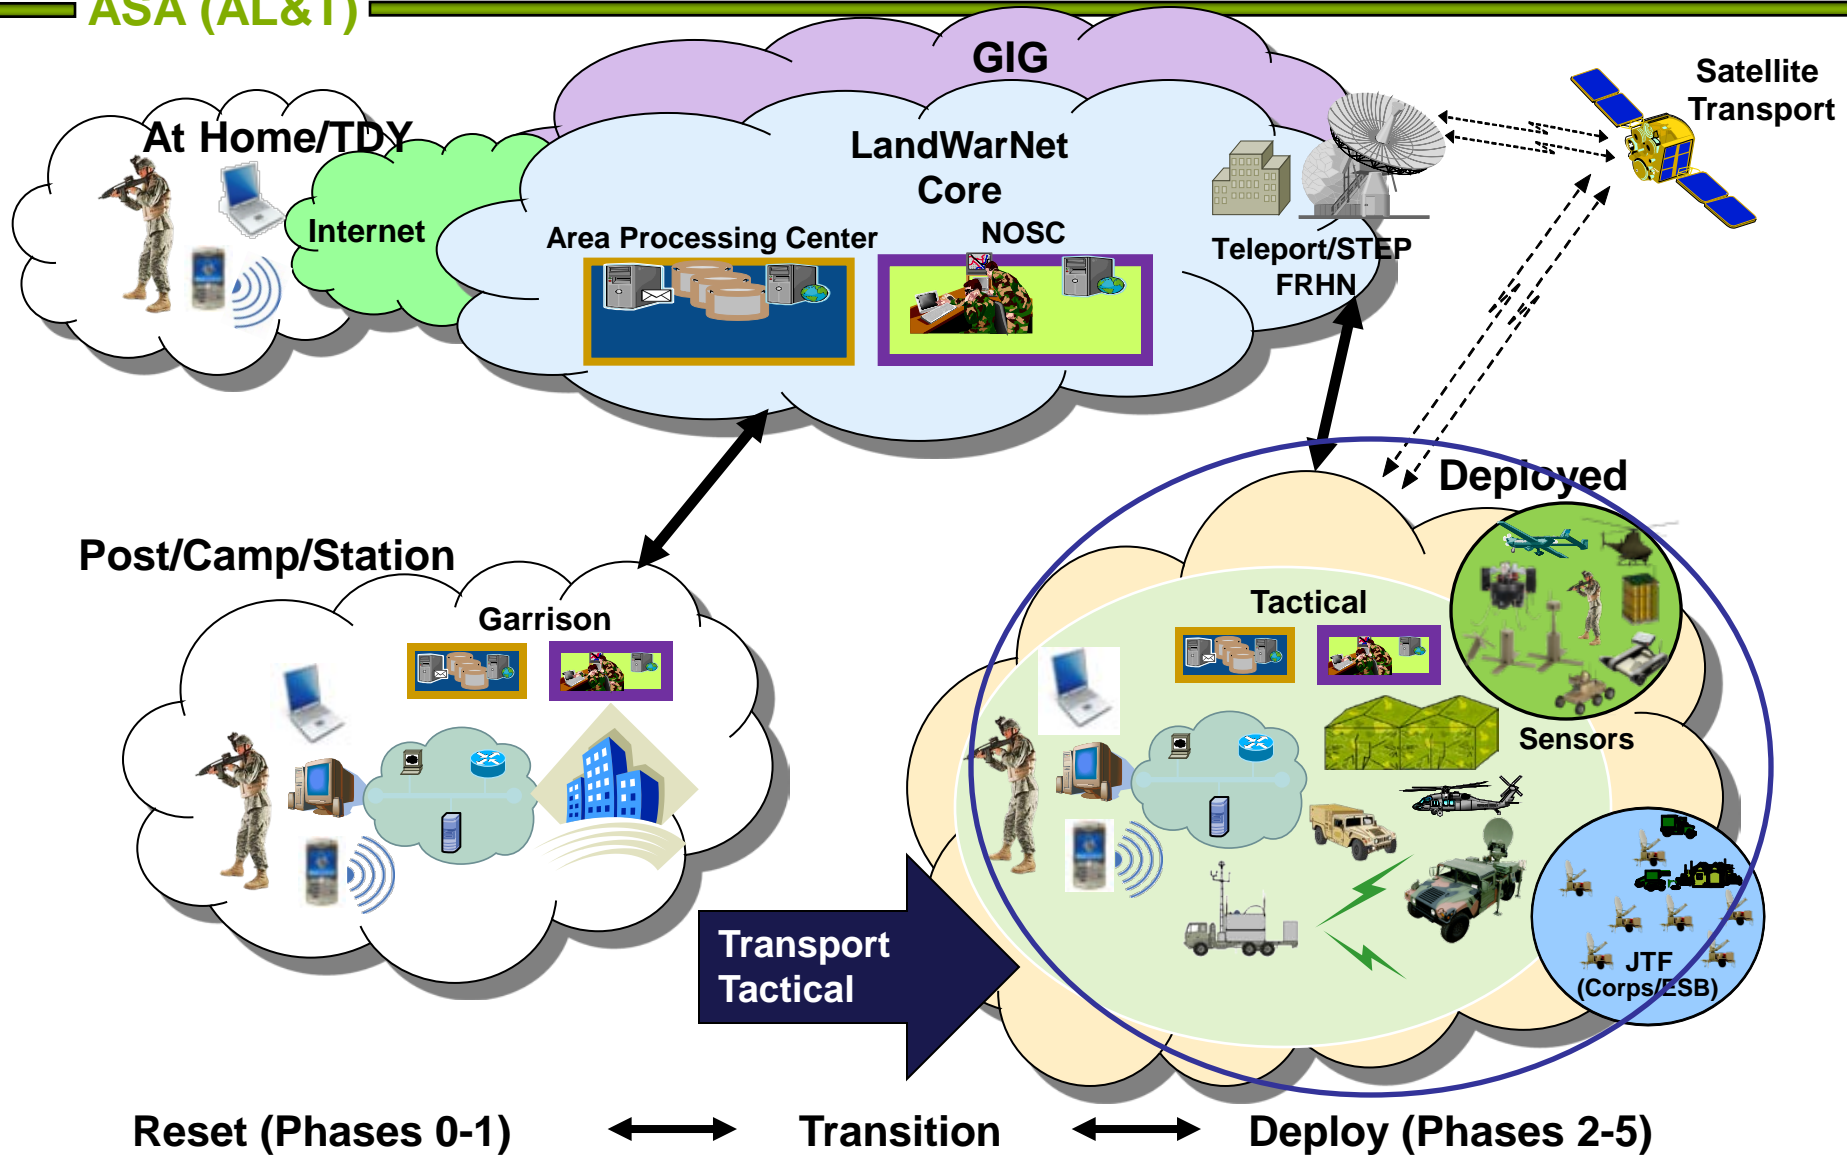 ASA (AL&T)
GIG
Satellite
Transport
At Home/TDY
LandWarNet
Core
Internet
Area Processing Center
NOSC
Teleport/STEP
FRHN
Deployed
Post/Camp/Station
Garrison
Tactical
Sensors
Transport
Tactical
JTF
(Corps/ESB)
Reset (Phases 0-1)
Transition
Deploy (Phases 2-5)